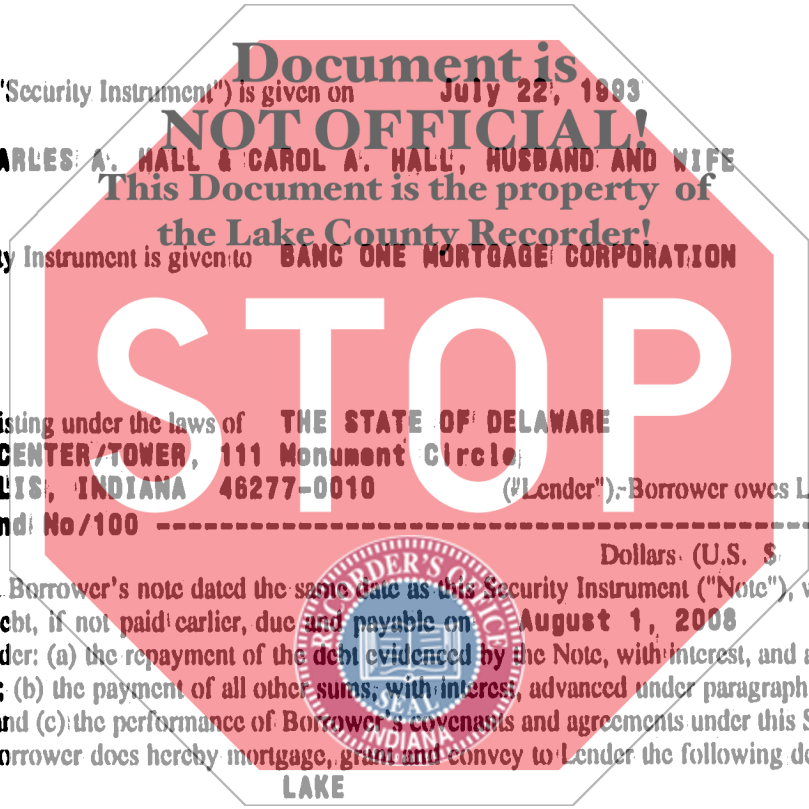 Document is
"Security Instrument") is given on July 22, 1993
NOT OFFICIAL!
ARLES A. HALL & CAROL A. HALL, HUSBAND AND WIFE
This Document is the property of
the Lake County Recorder!
ty Instrument is given to BANC ONE MORTGAGE CORPORATION
STOP
isting under the laws of THE STATE OF DELAWARE
CENTER/TOWER, 111 Monument Circle
LIS, INDIANA 46277-0010 ("Lender"). Borrower owes L
nd No/100 ------------------------------------------------
Dollars (U.S. $
RECORDER'S OFFICE
Borrower's note dated the same date as this Security Instrument ("Note"), w
ebt, if not paid earlier, due and payable on August 1, 2008
der: (a) the repayment of the debt evidenced by the Note, with interest, and a
; (b) the payment of all other sums, with interest, advanced under paragraph
SEAL
nd (c) the performance of Borrower's covenants and agreements under this S
INDIANA
orrower does hereby mortgage, grant and convey to Lender the following de
LAKE